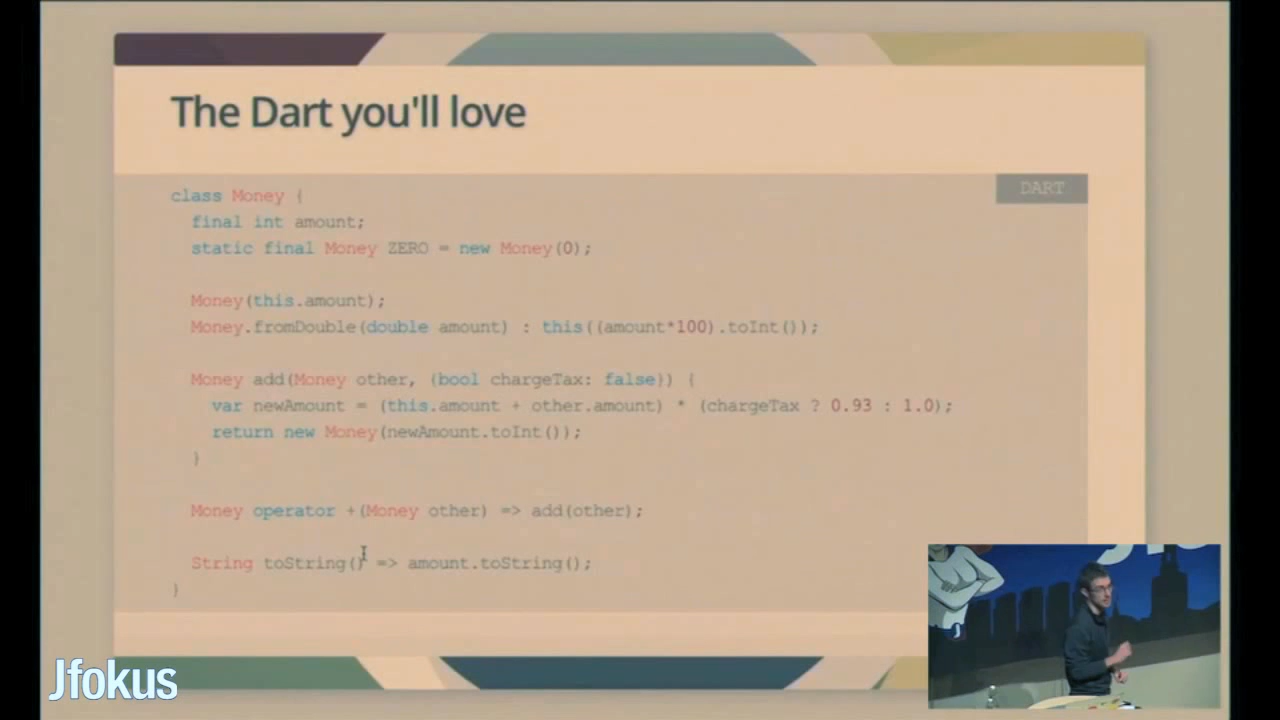 The Dart you'll love
DART
class Money {
final int amount;
static final Money ZERO = new Money(0);
Money(this.amount);
Money.fromDouble(double amount) : this((amount*100).toInt());
Money add(Money other, {bool chargeTax: false}) {
var newAmount = (this.amount + other.amount) * (chargeTax ? 0.93 : 1.0);
return new Money(newAmount.toInt());
}
Money operator +(Money other) => add(other);
String toString() => amount.toString();
}
Jfokus